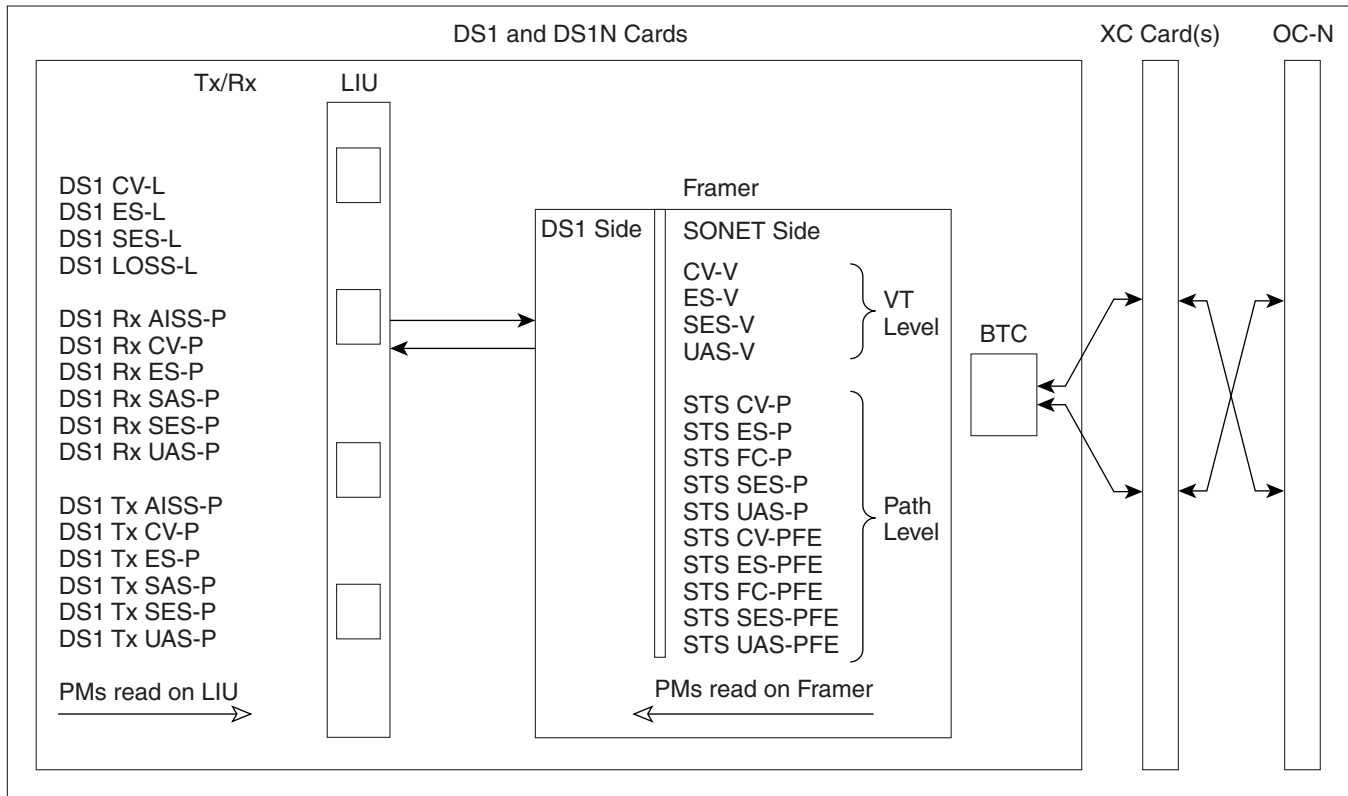 DS1 and DS1N Cards
XC Card(s)
OC-N
Tx/Rx
LIU
DS1 CV-L
DS1 ES-L
DS1 SES-L
DS1 LOSS-L
DS1 Rx AISS-P
DS1 Rx CV-P
DS1 Rx ES-P
DS1 Rx SAS-P
DS1 Rx SES-P
DS1 Rx UAS-P
DS1 Tx AISS-P
DS1 Tx CV-P
DS1 Tx ES-P
DS1 Tx SAS-P
DS1 Tx SES-P
DS1 Tx UAS-P
PMs read on LIU
Framer
DS1 Side
SONET Side
CV-V
ES-V
SES-V
UAS-V
VT
Level
STS CV-P
STS ES-P
STS FC-P
STS SES-P
STS UAS-P
STS CV-PFE
STS ES-PFE
STS FC-PFE
STS SES-PFE
STS UAS-PFE
Path
Level
PMs read on Framer
BTC